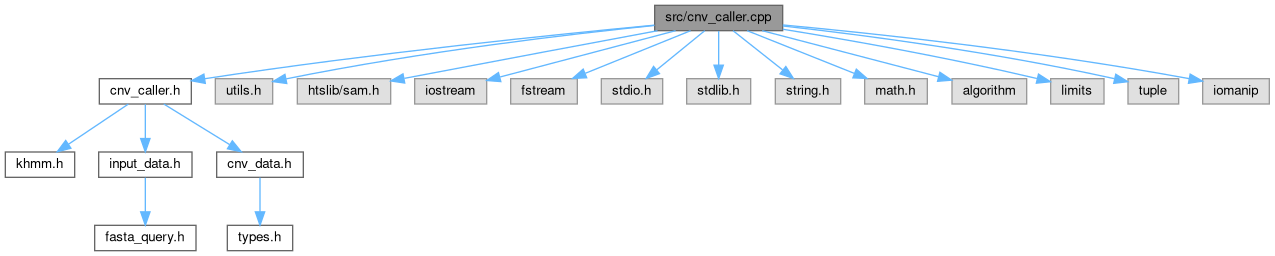 src/cnv_caller.cpp
cnv_caller.h
utils.h
htslib/sam.h
iostream
fstream
stdio.h
stdlib.h
string.h
math.h
algorithm
limits
tuple
iomanip
khmm.h
input_data.h
cnv_data.h
fasta_query.h
types.h